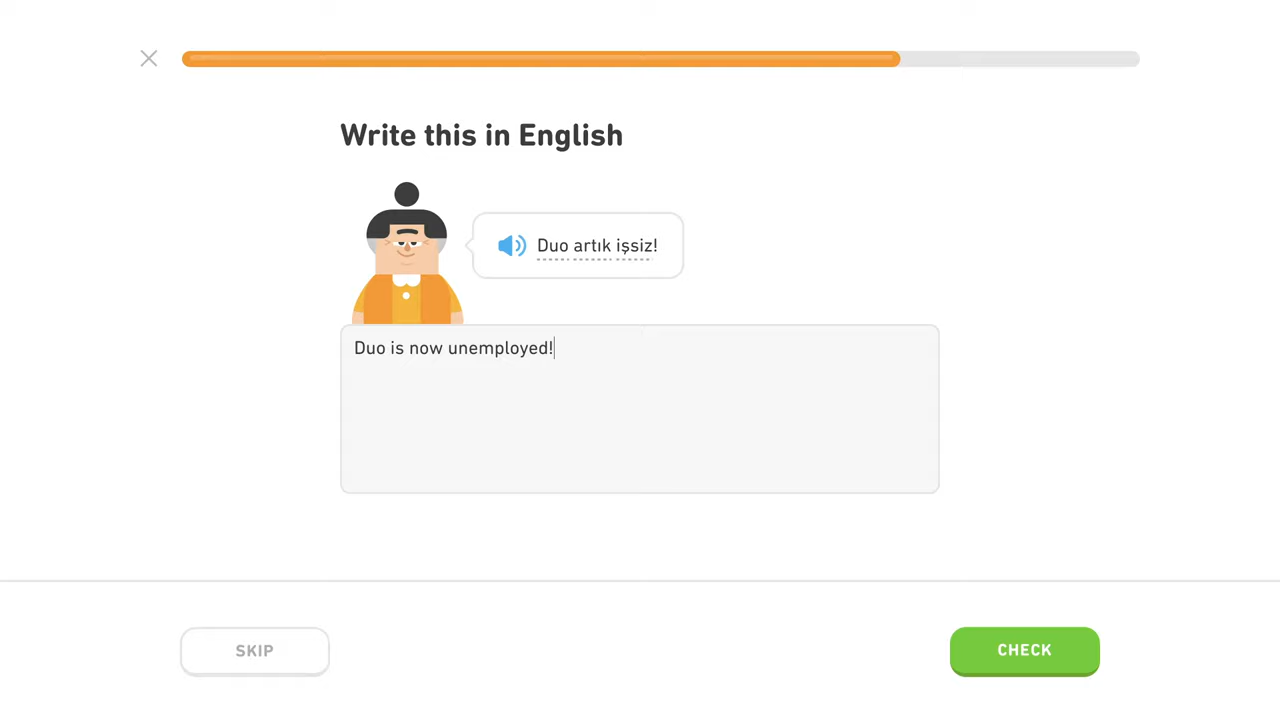 Write this in English
Duo artık işsiz!
Duo is now unemployed!
SKIP
CHECK